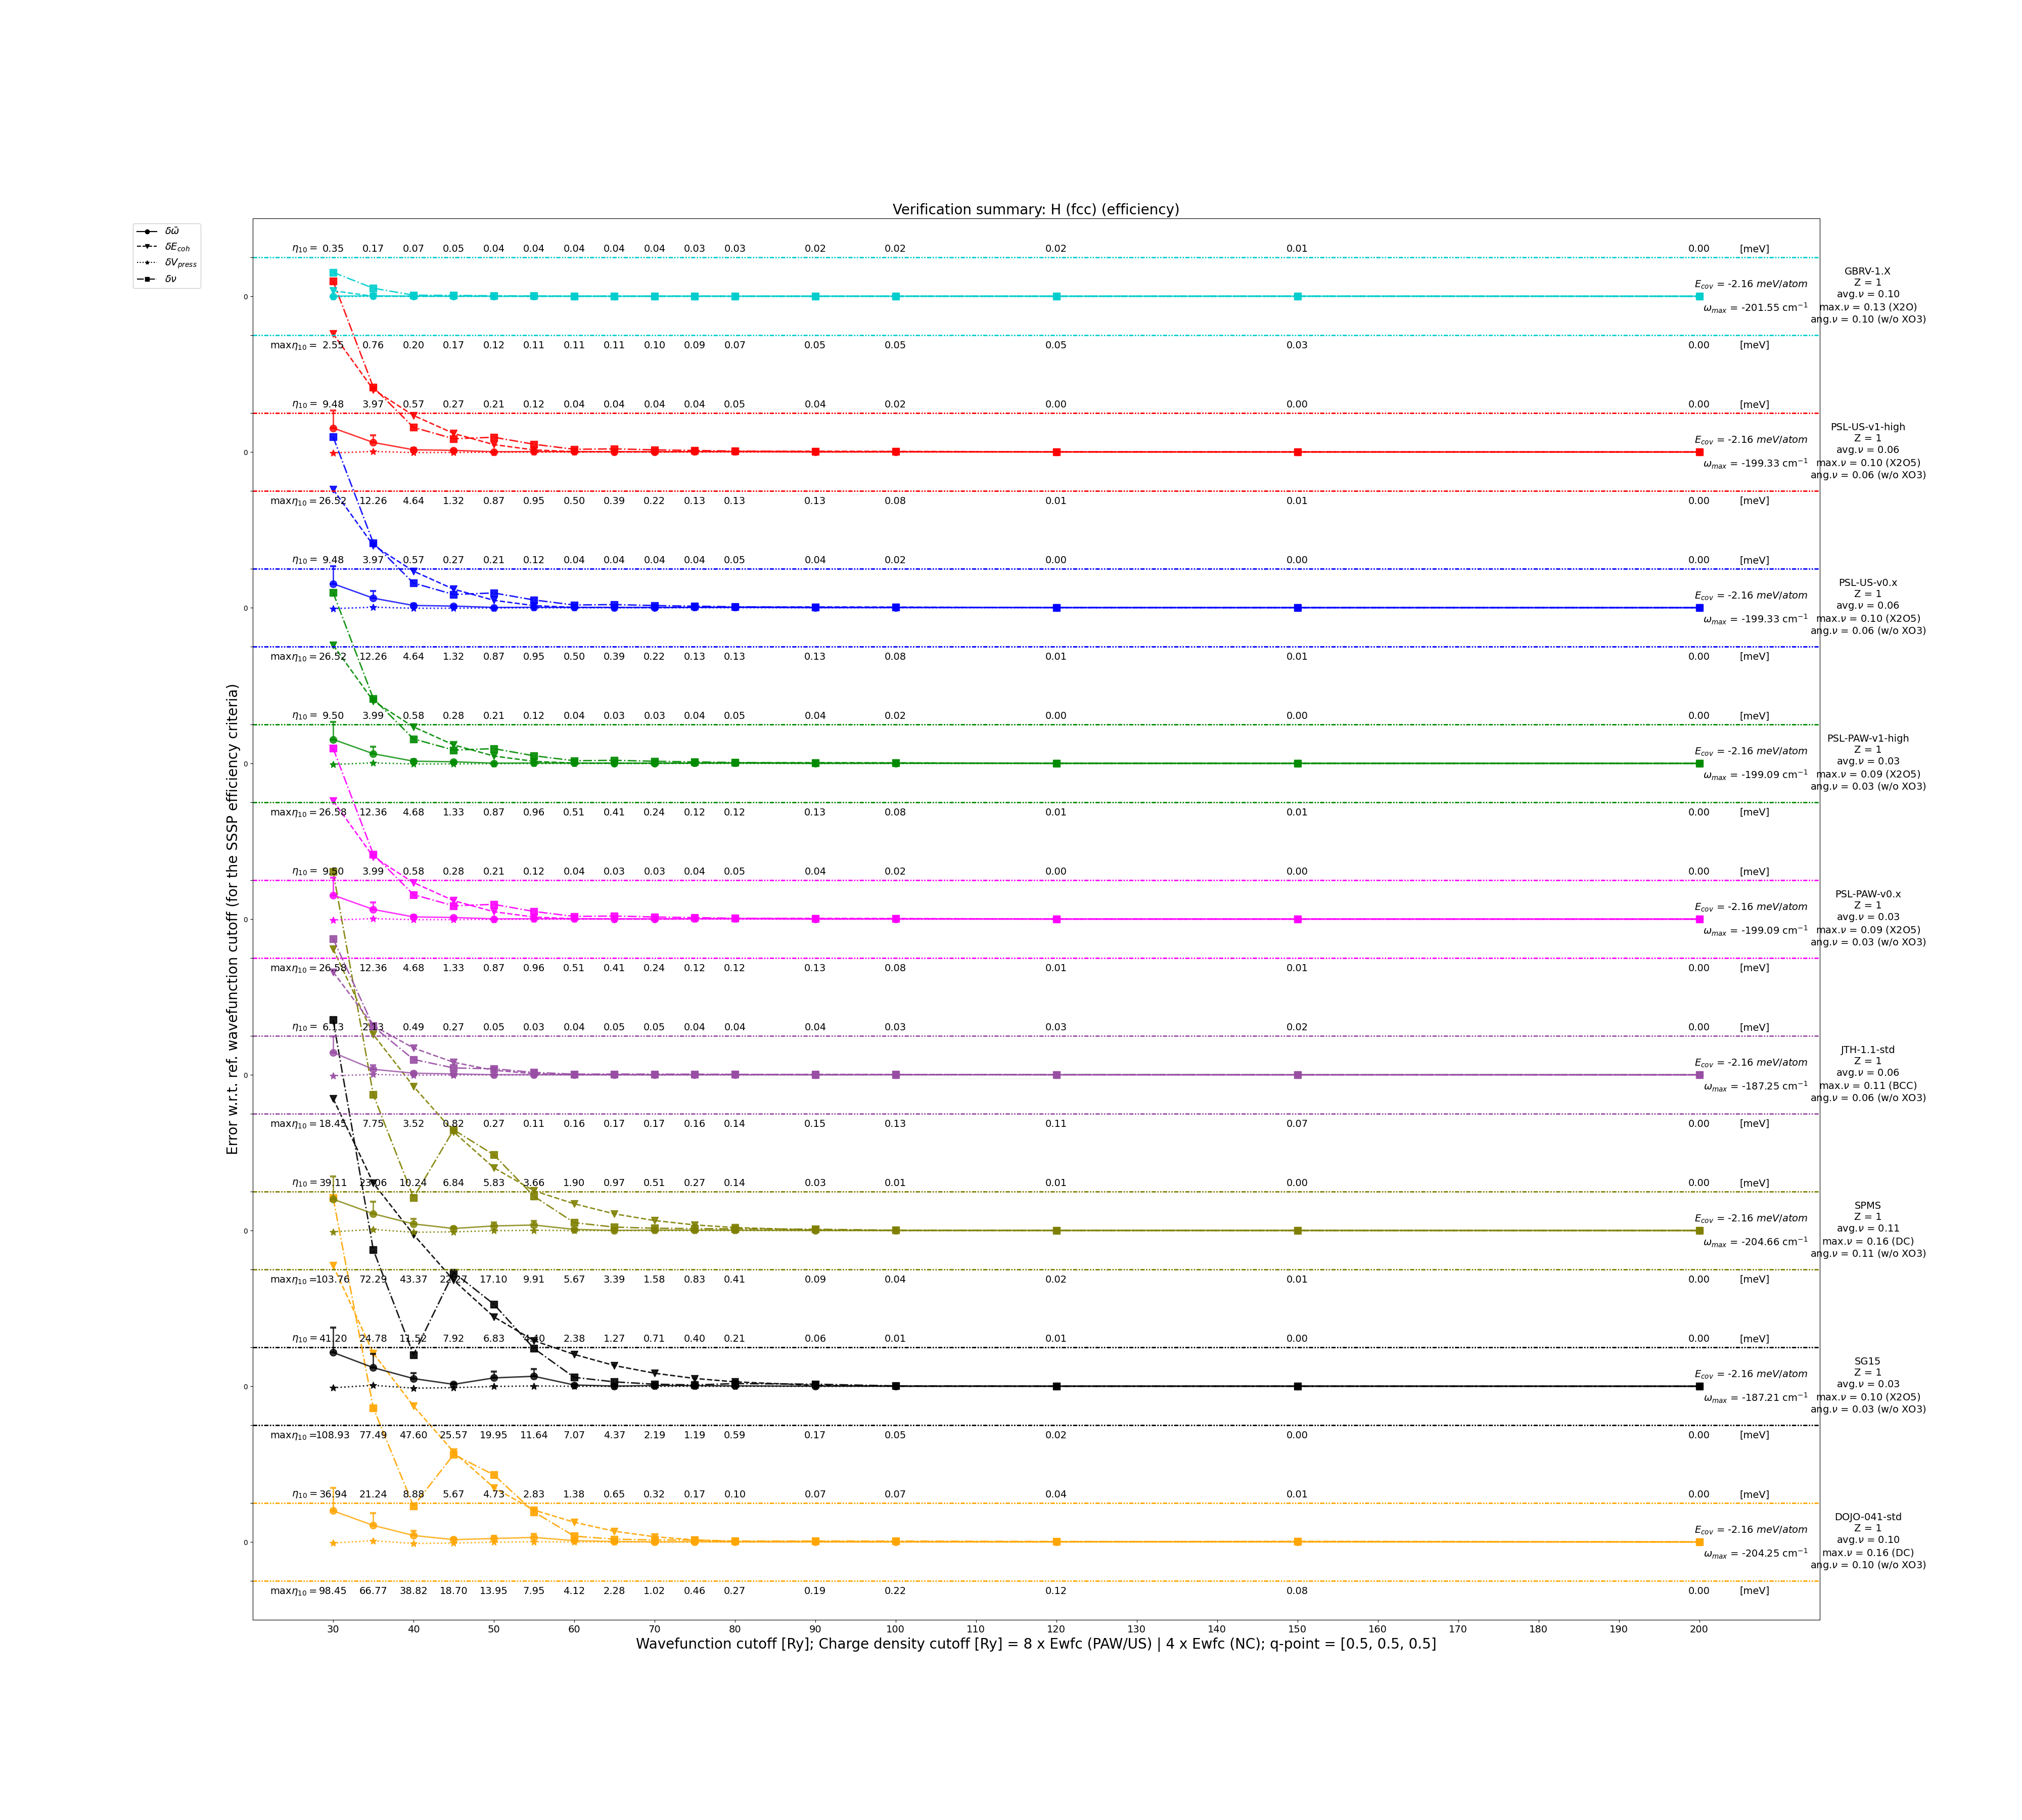 Verification summary: H (fcc) (efficiency)
δω̄
δE_coh
δV_press
δν
Error w.r.t. ref. wavefunction cutoff (for the SSSP efficiency criteria)
η₁₀ = 0.35 0.17 0.07 0.05 0.04 0.04 0.04 0.04 0.04 0.03 0.03 0.02 0.02 0.02 0.01 0.00 [meV]
0
E_cov = -2.16 meV/atom
ω_max = -201.55 cm⁻¹
GBRV-1.X
Z = 1
avg.ν = 0.10
max.ν = 0.13 (X2O)
ang.ν = 0.10 (w/o XO3)
maxη₁₀ = 2.55 0.76 0.20 0.17 0.12 0.11 0.11 0.11 0.10 0.09 0.07 0.05 0.05 0.05 0.03 0.00 [meV]
η₁₀ = 9.48 3.97 0.57 0.27 0.21 0.12 0.04 0.04 0.04 0.04 0.05 0.04 0.02 0.00 0.00 0.00 [meV]
0
E_cov = -2.16 meV/atom
ω_max = -199.33 cm⁻¹
PSL-US-v1-high
Z = 1
avg.ν = 0.06
max.ν = 0.10 (X2O5)
ang.ν = 0.06 (w/o XO3)
maxη₁₀ = 26.52 12.26 4.64 1.32 0.87 0.95 0.50 0.39 0.22 0.13 0.13 0.13 0.08 0.01 0.01 0.00 [meV]
η₁₀ = 9.48 3.97 0.57 0.27 0.21 0.12 0.04 0.04 0.04 0.04 0.05 0.04 0.02 0.00 0.00 0.00 [meV]
0
E_cov = -2.16 meV/atom
ω_max = -199.33 cm⁻¹
PSL-US-v0.x
Z = 1
avg.ν = 0.06
max.ν = 0.10 (X2O5)
ang.ν = 0.06 (w/o XO3)
maxη₁₀ = 26.52 12.26 4.64 1.32 0.87 0.95 0.50 0.39 0.22 0.13 0.13 0.13 0.08 0.01 0.01 0.00 [meV]
η₁₀ = 9.50 3.99 0.58 0.28 0.21 0.12 0.04 0.03 0.03 0.04 0.05 0.04 0.02 0.00 0.00 0.00 [meV]
0
E_cov = -2.16 meV/atom
ω_max = -199.09 cm⁻¹
PSL-PAW-v1-high
Z = 1
avg.ν = 0.03
max.ν = 0.09 (X2O5)
ang.ν = 0.03 (w/o XO3)
maxη₁₀ = 26.58 12.36 4.68 1.33 0.87 0.96 0.51 0.41 0.24 0.12 0.12 0.13 0.08 0.01 0.01 0.00 [meV]
η₁₀ = 9.50 3.99 0.58 0.28 0.21 0.12 0.04 0.03 0.03 0.04 0.05 0.04 0.02 0.00 0.00 0.00 [meV]
0
E_cov = -2.16 meV/atom
ω_max = -199.09 cm⁻¹
PSL-PAW-v0.x
Z = 1
avg.ν = 0.03
max.ν = 0.09 (X2O5)
ang.ν = 0.03 (w/o XO3)
maxη₁₀ = 26.58 12.36 4.68 1.33 0.87 0.96 0.51 0.41 0.24 0.12 0.12 0.13 0.08 0.01 0.01 0.00 [meV]
η₁₀ = 6.13 2.13 0.49 0.27 0.05 0.03 0.04 0.05 0.05 0.04 0.04 0.04 0.03 0.03 0.02 0.00 [meV]
0
E_cov = -2.16 meV/atom
ω_max = -187.25 cm⁻¹
JTH-1.1-std
Z = 1
avg.ν = 0.06
max.ν = 0.11 (BCC)
ang.ν = 0.06 (w/o XO3)
maxη₁₀ = 18.45 7.75 3.52 0.82 0.27 0.11 0.16 0.17 0.17 0.16 0.14 0.15 0.13 0.11 0.07 0.00 [meV]
η₁₀ = 39.11 23.06 10.24 6.84 5.83 3.66 1.90 0.97 0.51 0.27 0.14 0.03 0.01 0.01 0.00 0.00 [meV]
0
E_cov = -2.16 meV/atom
ω_max = -204.66 cm⁻¹
SPMS
Z = 1
avg.ν = 0.11
max.ν = 0.16 (DC)
ang.ν = 0.11 (w/o XO3)
maxη₁₀ = 103.76 72.29 43.37 22.27 17.10 9.91 5.67 3.39 1.58 0.83 0.41 0.09 0.04 0.02 0.01 0.00 [meV]
η₁₀ = 41.20 24.78 11.52 7.92 6.83 4.40 2.38 1.27 0.71 0.40 0.21 0.06 0.01 0.01 0.00 0.00 [meV]
0
E_cov = -2.16 meV/atom
ω_max = -187.21 cm⁻¹
SG15
Z = 1
avg.ν = 0.03
max.ν = 0.10 (X2O5)
ang.ν = 0.03 (w/o XO3)
maxη₁₀ = 108.93 77.49 47.60 25.57 19.95 11.64 7.07 4.37 2.19 1.19 0.59 0.17 0.05 0.02 0.00 0.00 [meV]
η₁₀ = 36.94 21.24 8.88 5.67 4.73 2.83 1.38 0.65 0.32 0.17 0.10 0.07 0.07 0.04 0.01 0.00 [meV]
0
E_cov = -2.16 meV/atom
ω_max = -204.25 cm⁻¹
DOJO-041-std
Z = 1
avg.ν = 0.10
max.ν = 0.16 (DC)
ang.ν = 0.10 (w/o XO3)
maxη₁₀ = 98.45 66.77 38.82 18.70 13.95 7.95 4.12 2.28 1.02 0.46 0.27 0.19 0.22 0.12 0.08 0.00 [meV]
30 40 50 60 70 80 90 100 110 120 130 140 150 160 170 180 190 200
Wavefunction cutoff [Ry]; Charge density cutoff [Ry] = 8 x Ewfc (PAW/US) | 4 x Ewfc (NC); q-point = [0.5, 0.5, 0.5]